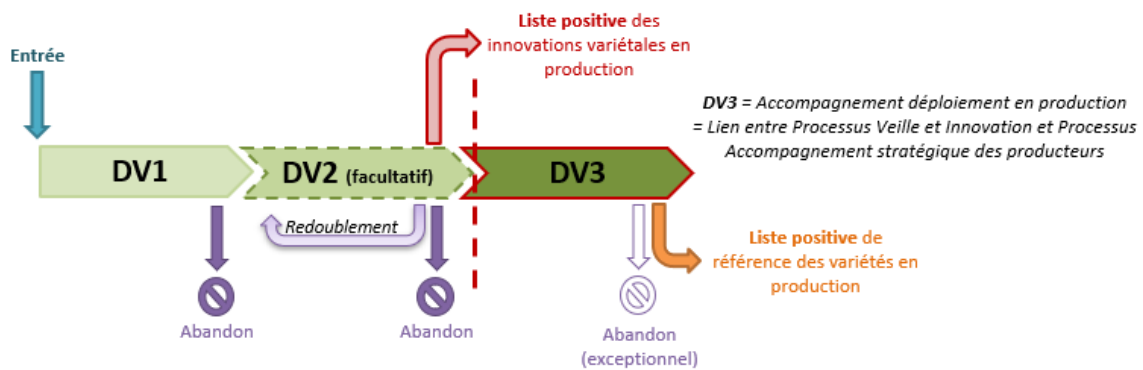 Entrée
Liste positive des
innovations variétales en
production
DV3 = Accompagnement déploiement en production
= Lien entre Processus Veille et Innovation et Processus
Accompagnement stratégique des producteurs
DV1
DV2 (facultatif)
DV3
Redoublement
Liste positive de
référence des variétés en
production
Abandon
Abandon
Abandon
(exceptionnel)